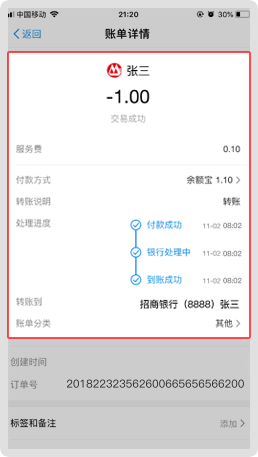 中国移动 21:20 30%
返回 账单详情
张三
-1.00
交易成功
服务费 0.10
付款方式 余额宝 1.10
转账说明 转账
处理进度 付款成功 11-02 08:02
银行处理中 11-02 08:02
到账成功 11-02 08:02
转账到 招商银行（8888）张三
账单分类 其他
创建时间
订单号 2018223235626006656565662​00
标签和备注 添加